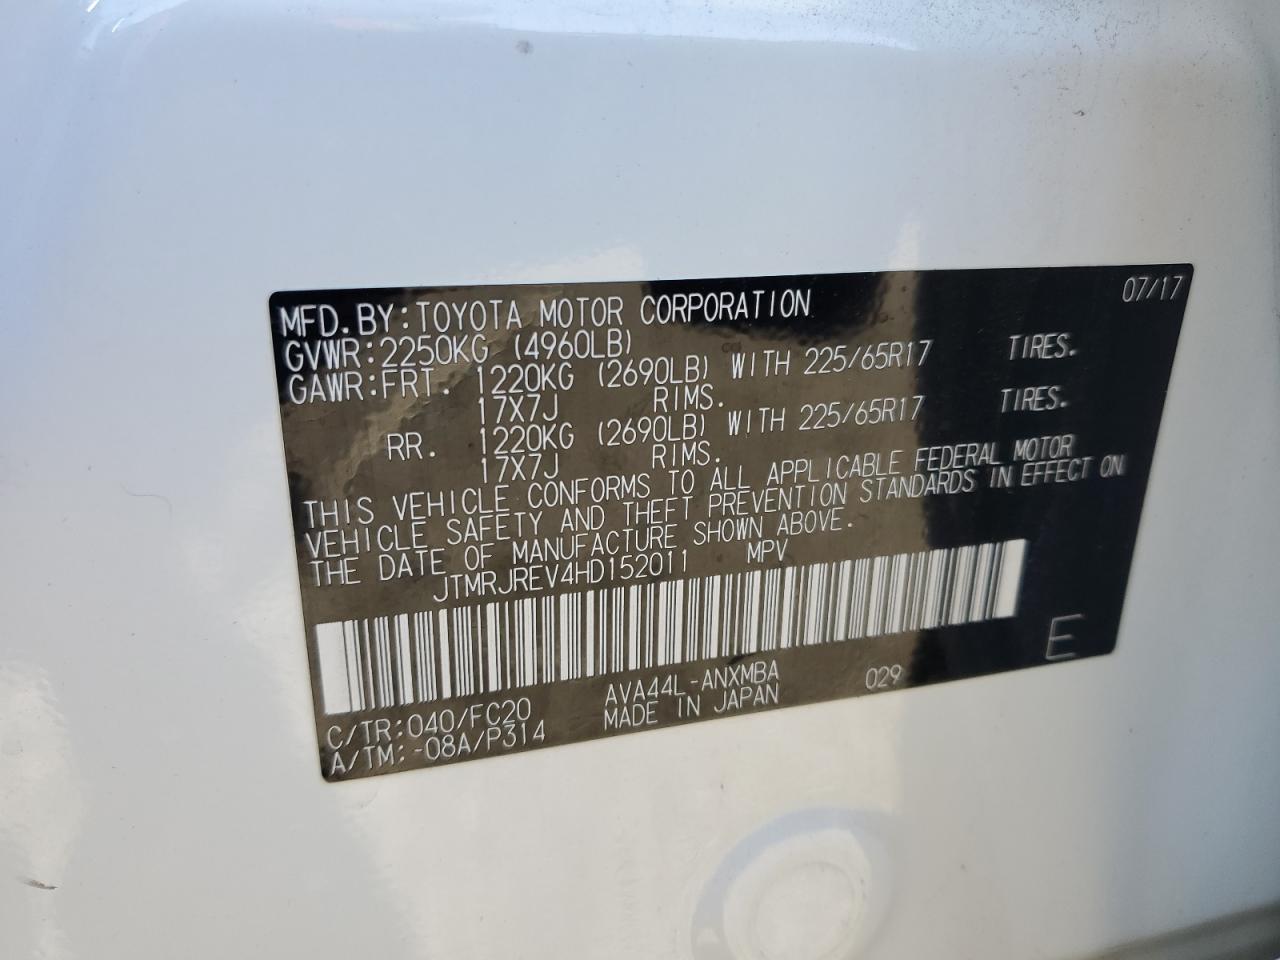 07/17
MFD.BY:TOYOTA MOTOR CORPORATION
GVWR:2250KG (4960LB)
GAWR:FRT. 1220KG (2690LB) WITH 225/65R17 TIRES.
17X7J RIMS.
RR. 1220KG (2690LB) WITH 225/65R17 TIRES.
17X7J RIMS.
THIS VEHICLE CONFORMS TO ALL APPLICABLE FEDERAL MOTOR
VEHICLE SAFETY AND THEFT PREVENTION STANDARDS IN EFFECT ON
THE DATE OF MANUFACTURE SHOWN ABOVE.
JTMRJREV4HD152011 MPV
E
C/TR:040/FC20 AVA44L-ANXMBA 029
A/TM:-08A/P314 MADE IN JAPAN